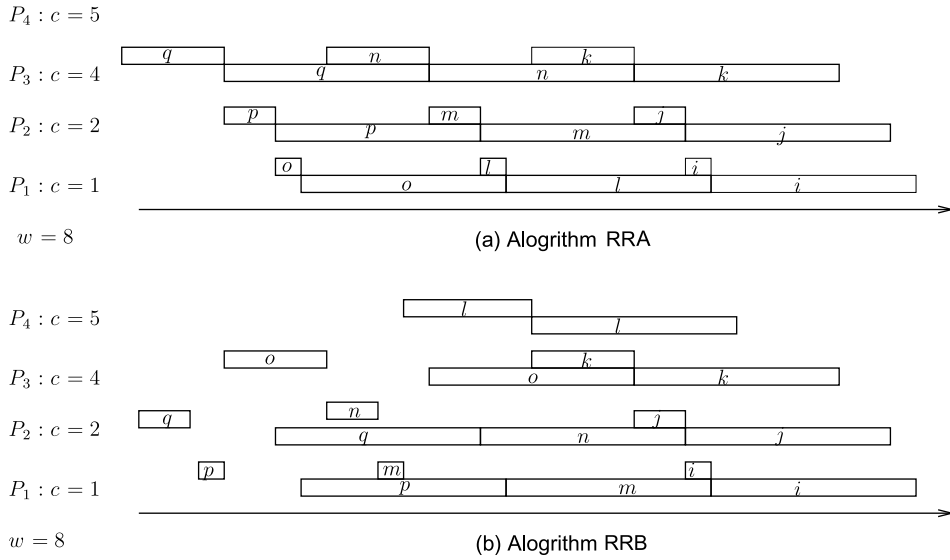 P₄ : c = 5
q n k
P₃ : c = 4 q n k
p m j
P₂ : c = 2 p m j
o l i
P₁ : c = 1 o l i
w = 8 (a) Alogrithm RRA
l
P₄ : c = 5 l
o k
P₃ : c = 4 o k
q n j
P₂ : c = 2 q n j
p m i
P₁ : c = 1 p m i
w = 8 (b) Alogrithm RRB